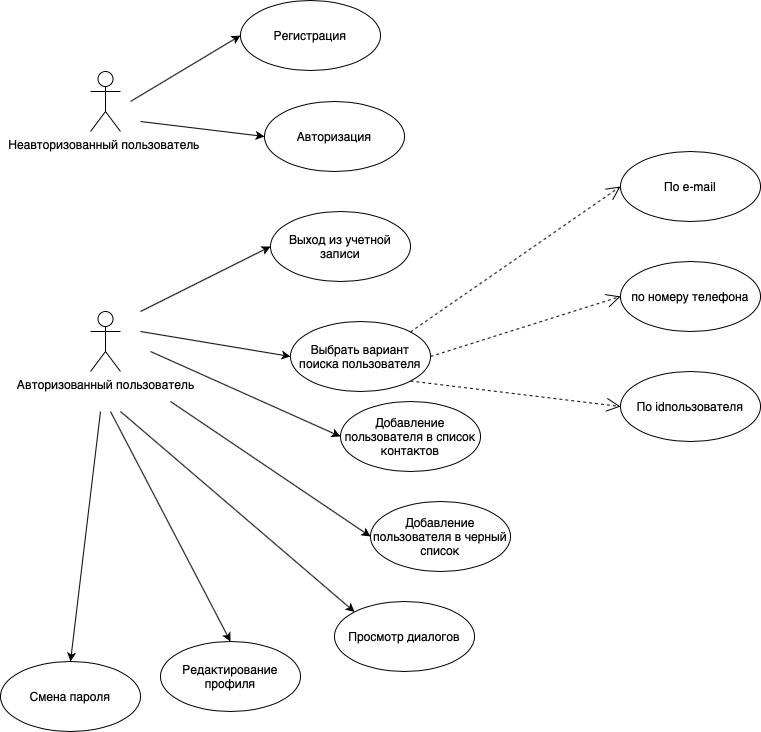 Регистрация
Неавторизованный пользователь
Авторизация
По e-mail
Выход из учетной
записи
по номеру телефона
Выбрать вариант
поиска пользователя
Авторизованный пользователь
По idпользователя
Добавление
пользователя в список
контактов
Добавление
пользователя в черный
список
Просмотр диалогов
Редактирование
профиля
Смена пароля